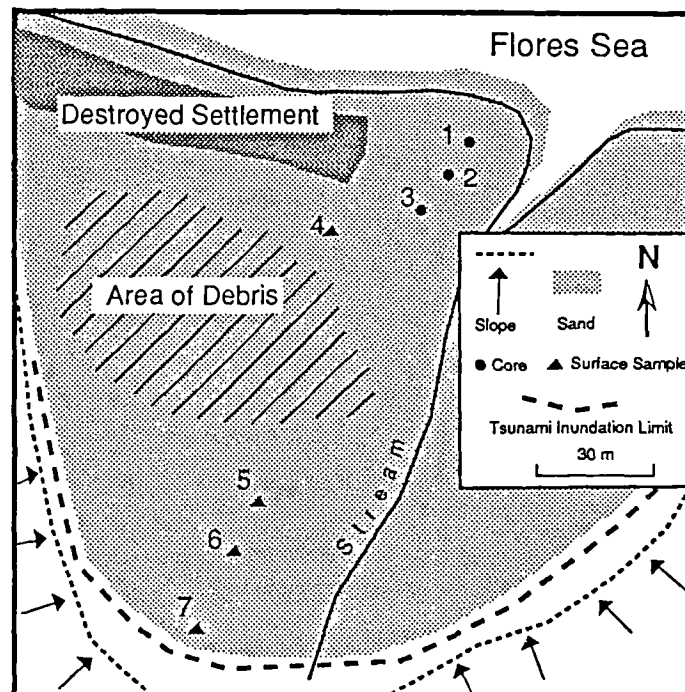 Flores Sea
Destroyed Settlement
1
2
3
4
Area of Debris
N
Slope
Sand
Core
Surface Sample
Tsunami Inundation Limit
30 m
Stream
5
6
7